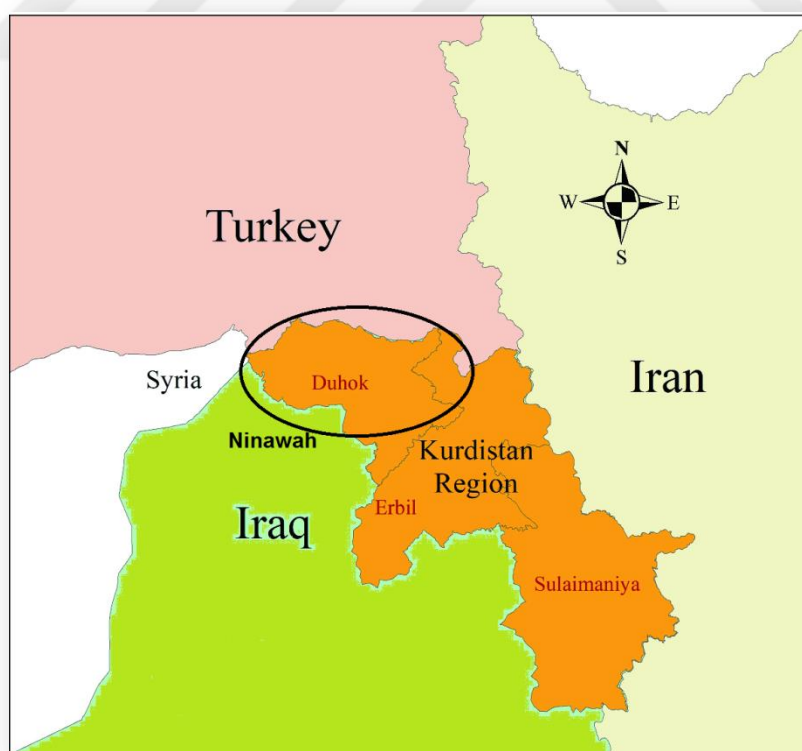 N
W E
S
Turkey
Syria
Duhok
Iran
Ninawah
Kurdistan
Region
Erbil
Iraq
Sulaimaniya